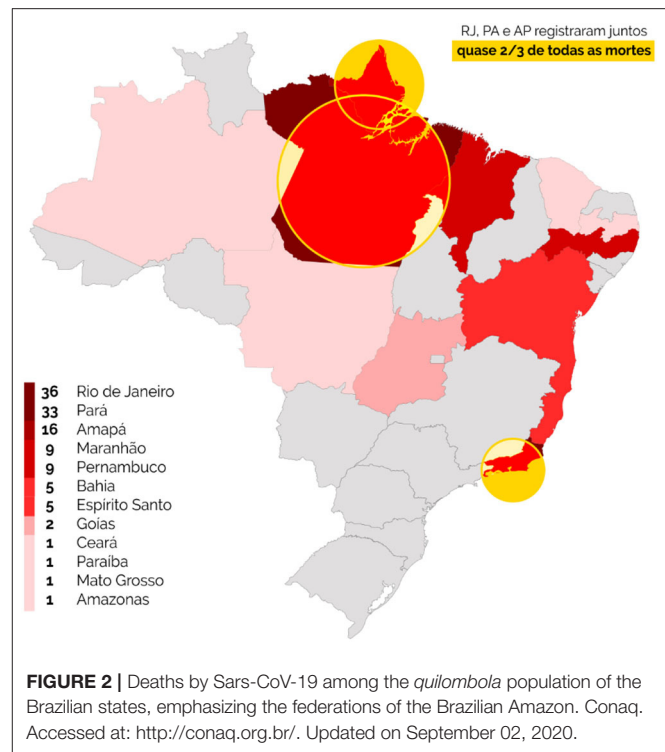 RJ, PA e AP registraram juntos
quase 2/3 de todas as mortes
36 Rio de Janeiro
33 Pará
16 Amapá
9 Maranhão
9 Pernambuco
5 Bahia
5 Espírito Santo
2 Goías
1 Ceará
1 Paraíba
1 Mato Grosso
1 Amazonas
FIGURE 2 | Deaths by Sars-CoV-19 among the quilombola population of the
Brazilian states, emphasizing the federations of the Brazilian Amazon. Conaq.
Accessed at: http://conaq.org.br/. Updated on September 02, 2020.